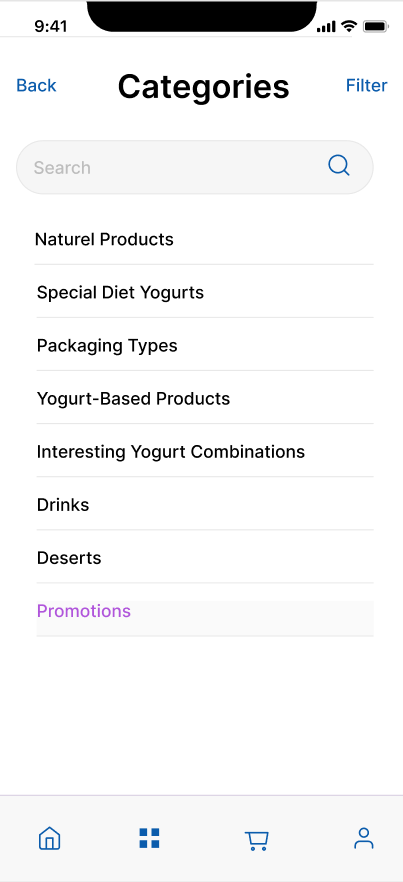 9:41
Back Categories Filter
Search
Naturel Products
Special Diet Yogurts
Packaging Types
Yogurt-Based Products
Interesting Yogurt Combinations
Drinks
Deserts
Promotions